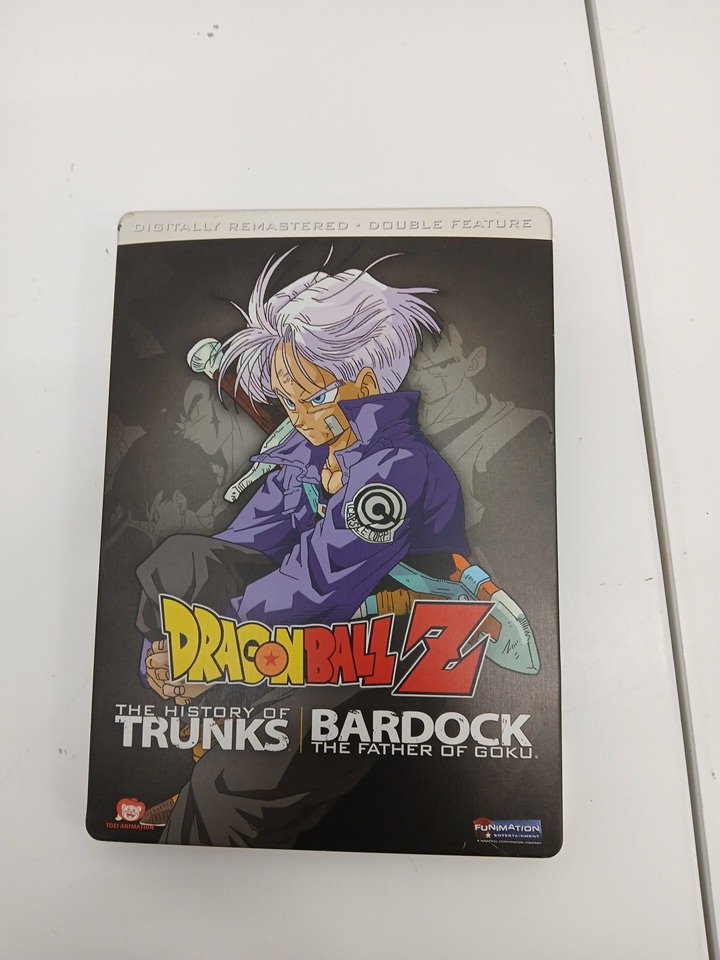 DIGITALLY REMASTERED · DOUBLE FEATURE
CAPSULE CORP
DRAGON BALL Z
THE HISTORY OF
TRUNKS
BARDOCK
THE FATHER OF GOKU
TOEI ANIMATION
FUNIMATION
ENTERTAINMENT